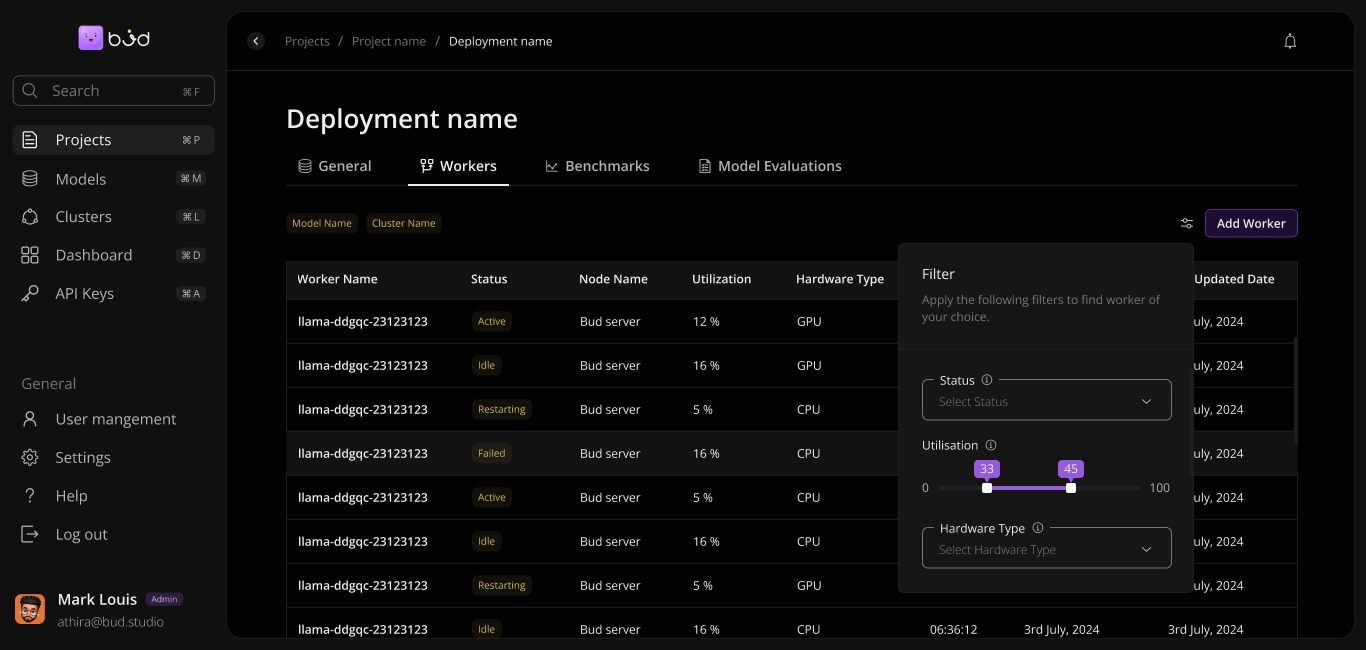 bud
Search ⌘ F
Projects ⌘ P
Models ⌘ M
Clusters ⌘ L
Dashboard ⌘ D
API Keys ⌘ A
General
User mangement
Settings
Help
Log out
Mark Louis Admin
athira@bud.studio
Projects / Project name / Deployment name
Deployment name
General Workers Benchmarks Model Evaluations
Model Name Cluster Name Add Worker
Worker Name Status Node Name Utilization Hardware Type Updated Date
llama-ddgqc-23123123 Active Bud server 12 % GPU uly, 2024
llama-ddgqc-23123123 Idle Bud server 16 % GPU uly, 2024
llama-ddgqc-23123123 Restarting Bud server 5 % CPU uly, 2024
llama-ddgqc-23123123 Failed Bud server 16 % CPU uly, 2024
llama-ddgqc-23123123 Active Bud server 5 % CPU uly, 2024
llama-ddgqc-23123123 Idle Bud server 16 % CPU uly, 2024
llama-ddgqc-23123123 Restarting Bud server 5 % GPU uly, 2024
llama-ddgqc-23123123 Idle Bud server 16 % CPU 06:36:12 3rd July, 2024 3rd July, 2024
Filter
Apply the following filters to find worker of
your choice.
Status
Select Status
Utilisation
33 45
0 100
Hardware Type
Select Hardware Type